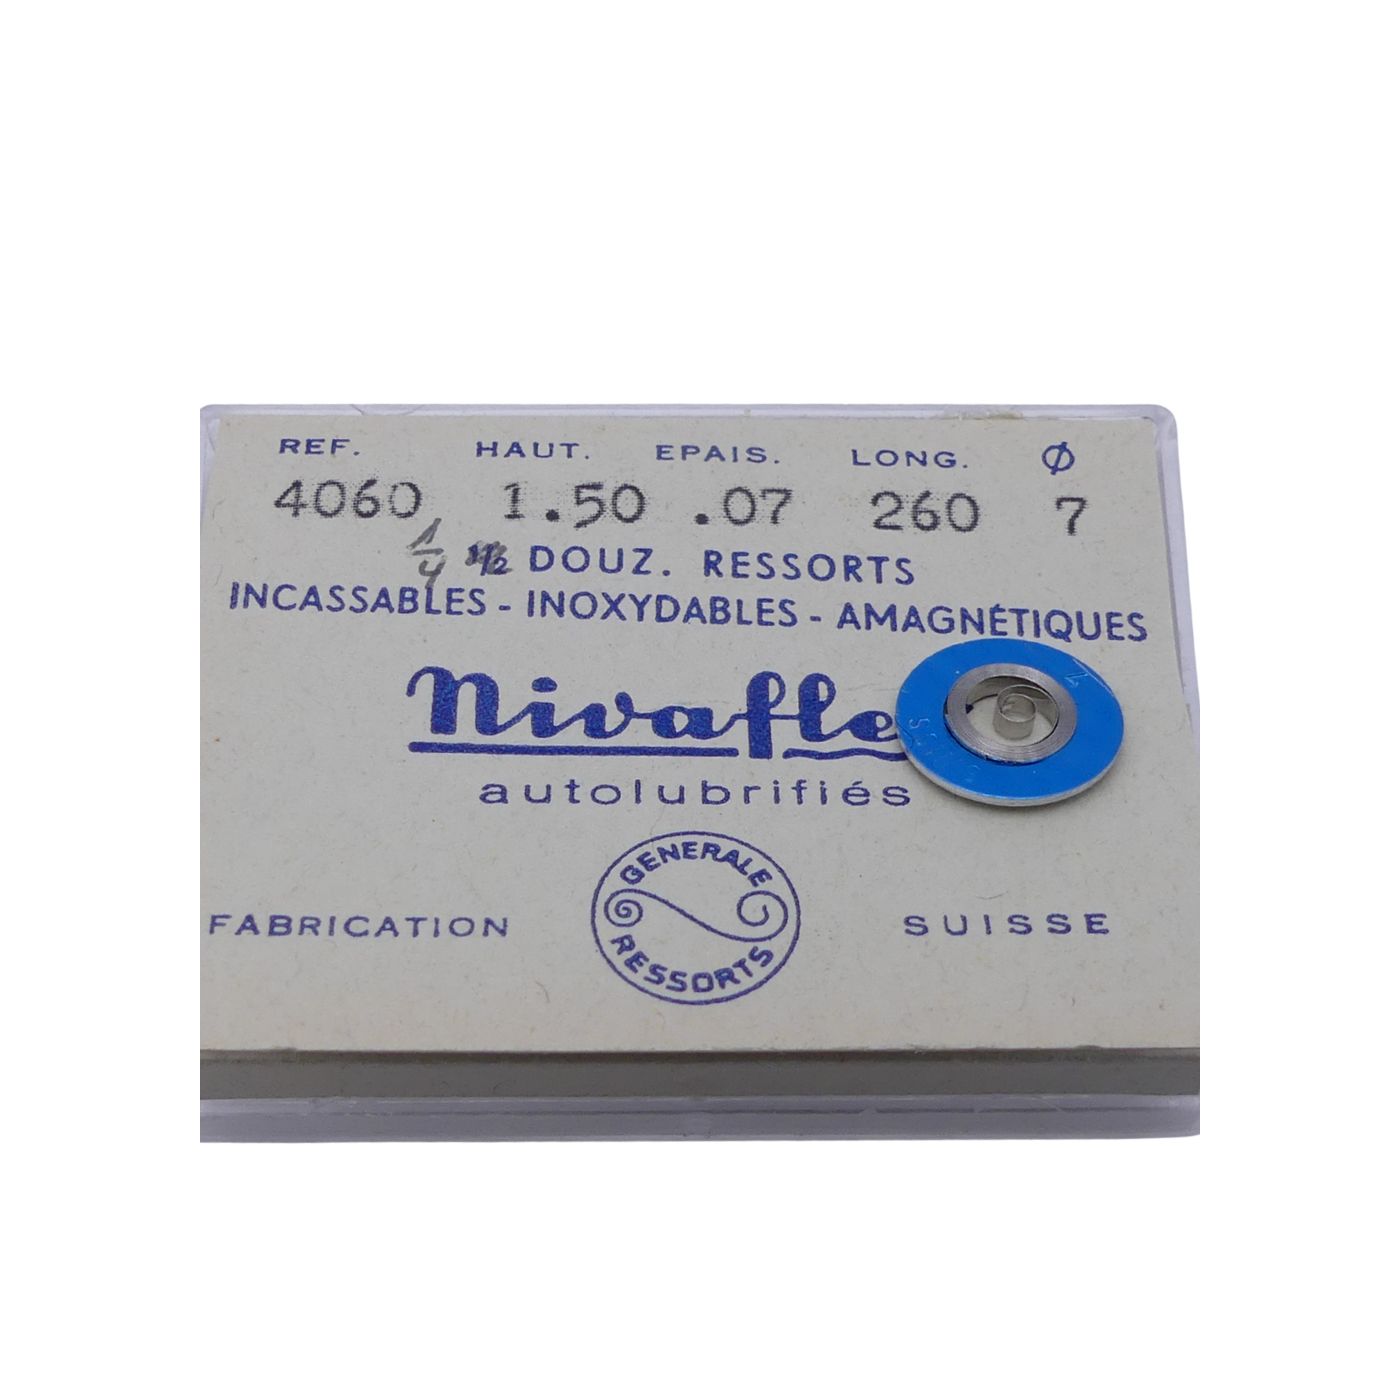 REF. HAUT. EPAIS. LONG. Ø
4060 1.50 .07 260 7
1/4 1/2 DOUZ. RESSORTS
INCASSABLES - INOXYDABLES - AMAGNÉTIQUES
Nivafle
autolubrifiés
GENERALE
RESSORTS
FABRICATION SUISSE